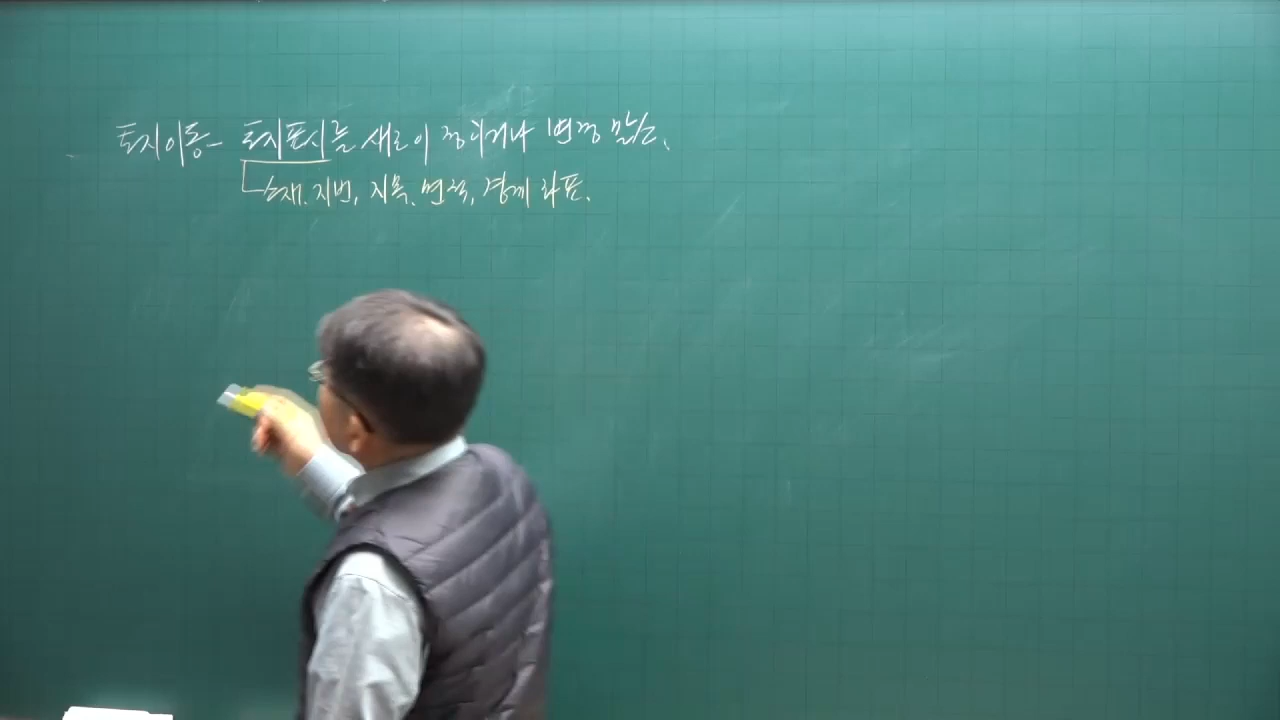 토지이동- 토지표시를 새로이 정하거나 변경 말소.
소재, 지번, 지목, 면적, 경계 좌표.